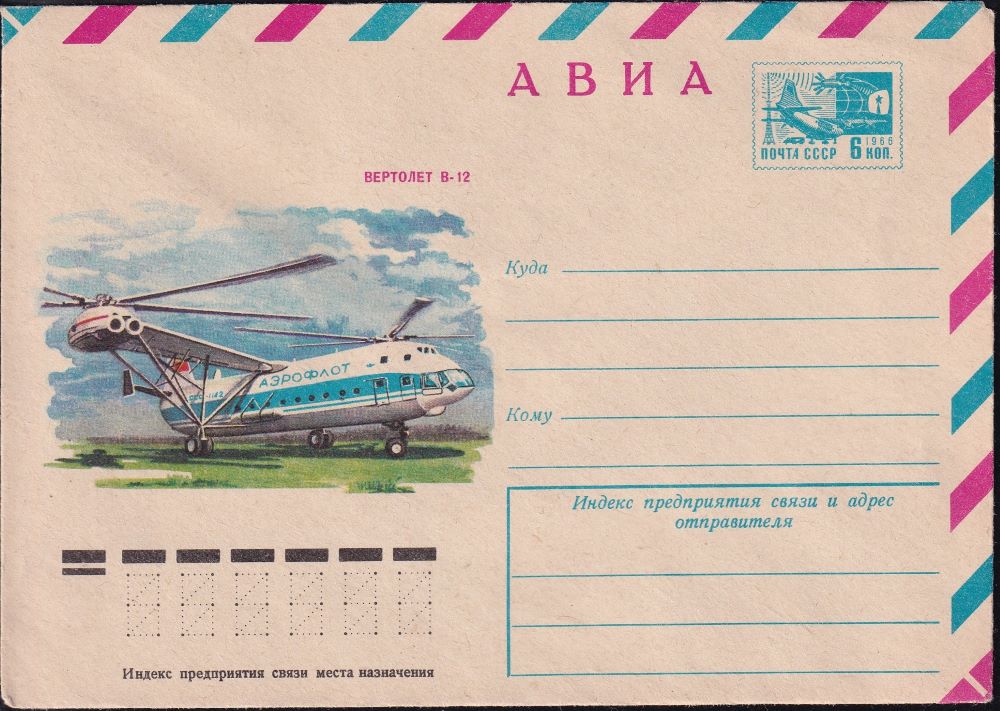 АВИА
1966
ПОЧТА СССР 6 КОП.
ВЕРТОЛЕТ В-12
АЭРОФЛОТ
Куда
Кому
Индекс предприятия связи и адрес
отправителя
Индекс предприятия связи места назначения